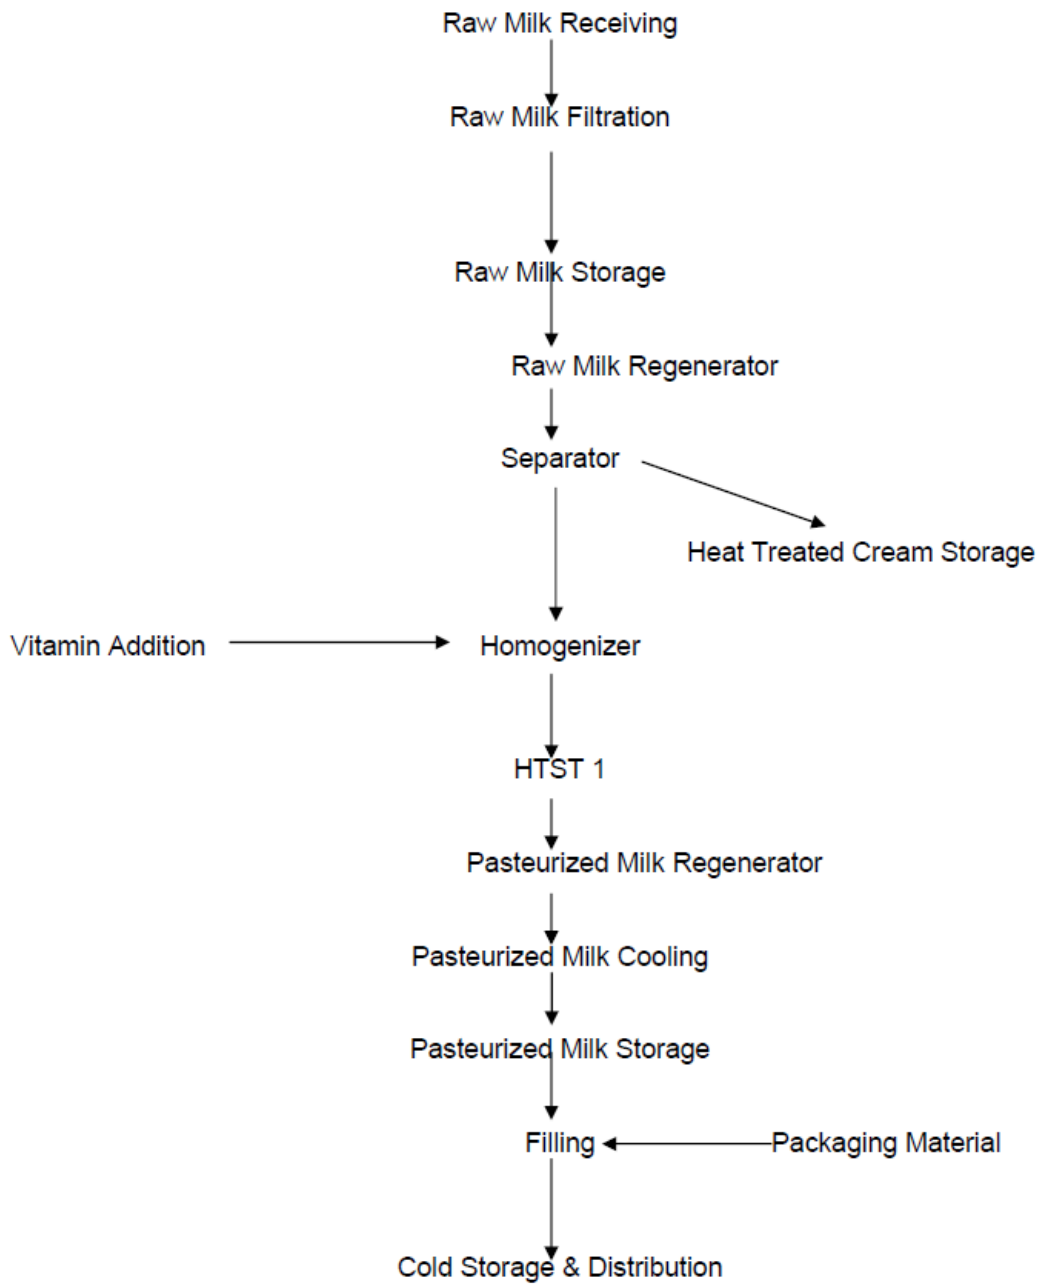 Raw Milk Receiving
Raw Milk Filtration
Raw Milk Storage
Raw Milk Regenerator
Separator
Heat Treated Cream Storage
Vitamin Addition
Homogenizer
HTST 1
Pasteurized Milk Regenerator
Pasteurized Milk Cooling
Pasteurized Milk Storage
Filling
Packaging Material
Cold Storage & Distribution